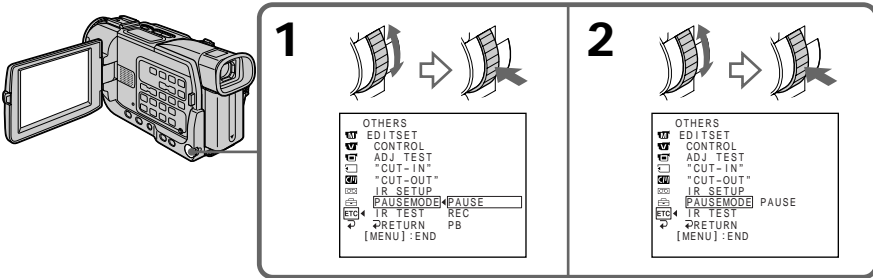 1
OTHERS
EDITSET
CONTROL
ADJ TEST
"CUT-IN"
"CUT-OUT"
IR SETUP
PAUSEMODE PAUSE
ETC IR TEST REC
RETURN PB
[MENU]:END
2
OTHERS
EDITSET
CONTROL
ADJ TEST
"CUT-IN"
"CUT-OUT"
IR SETUP
PAUSEMODE PAUSE
ETC IR TEST
RETURN
[MENU]:END